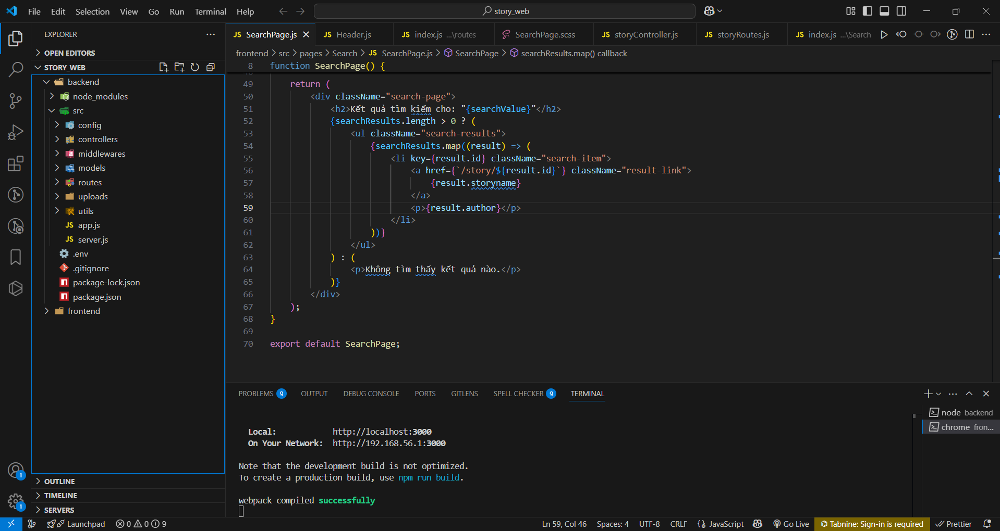 File Edit Selection View Go Run Terminal Help
story_web
EXPLORER
OPEN EDITORS
STORY_WEB
backend
node_modules
src
config
controllers
middlewares
models
routes
uploads
utils
JS app.js
JS server.js
.env
.gitignore
package-lock.json
package.json
frontend
OUTLINE
TIMELINE
SERVERS
JS SearchPage.js
JS Header.js
JS index.js ...\routes
SearchPage.scss
JS storyController.js
JS storyRoutes.js
JS index.js ...\Search
frontend > src > pages > Search > JS SearchPage.js > SearchPage > searchResults.map() callback
8 function SearchPage() {
49 return (
50 <div className="search-page">
51 <h2>Kết quả tìm kiếm cho: "{searchValue}"</h2>
52 {searchResults.length > 0 ? (
53 <ul className="search-results">
54 {searchResults.map((result) => (
55 <li key={result.id} className="search-item">
56 <a href={`/story/${result.id}`} className="result-link">
57 {result.storyname}
58 </a>
59 <p>{result.author}</p>
60 </li>
61 ))}
62 </ul>
63 ) : (
64 <p>Không tìm thấy kết quả nào.</p>
65 )}
66 </div>
67 );
68 }
69
70 export default SearchPage;
PROBLEMS 9 OUTPUT DEBUG CONSOLE PORTS GITLENS SPELL CHECKER 9 TERMINAL
Local: http://localhost:3000
On Your Network: http://192.168.56.1:3000
Note that the development build is not optimized.
To create a production build, use npm run build.
webpack compiled successfully
node backend
chrome fron...
1
1
Launchpad 0 0 9
Ln 59, Col 46 Spaces: 4 UTF-8 CRLF {} JavaScript Go Live Tabnine: Sign-in is required Prettier